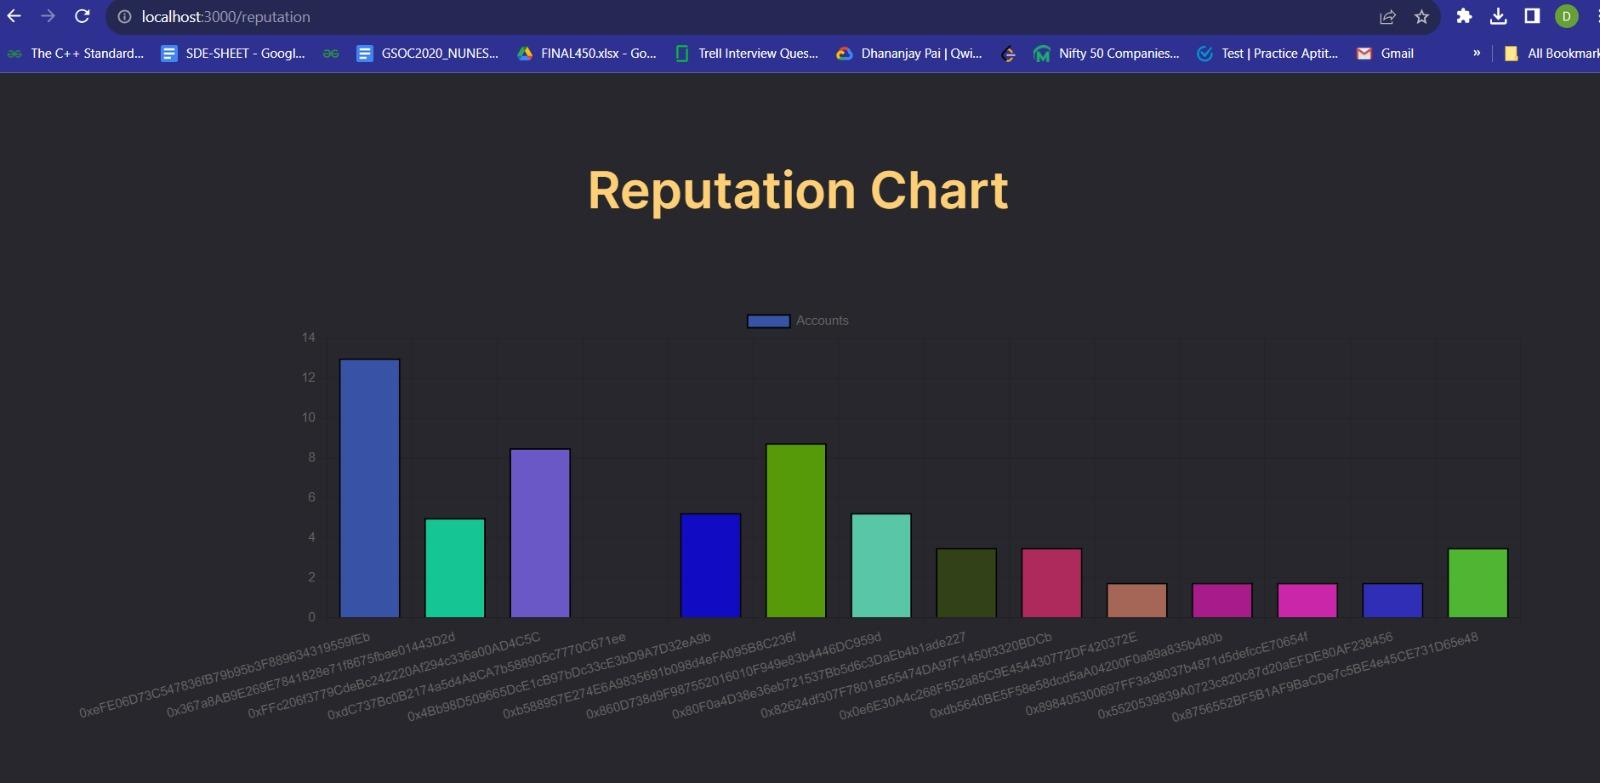 localhost:3000/reputation
D
The C++ Standard... SDE-SHEET - Googl... GSOC2020_NUNES... FINAL450.xlsx - Go... Trell Interview Ques... Dhananjay Pai | Qwi... Nifty 50 Companies... Test | Practice Aptit... Gmail » All Bookmark
Reputation Chart
Accounts
14
12
10
8
6
4
2
0
0xeFE06D73C547836fB79b95b3F889634319559fEb
0x367a8AB9E269E7841828e71f8675fbae01443D2d
0xFFc206f3779CdeBc242220Af294c336a00AD4C5C
0xdC737Bc0B2174a5d4A8CA7b588905c7770C671ee
0x4Bb98D509665DcE1cB97bDc33cE3bD9A7D32eA9b
0xb588957E274E6A9835691b098d4eFA095B8C236f
0x860D738d9F987552016010F949e83b4446DC959d
0x80F0a4D38e36eb721537Bb5d6c3DaEb4b1ade227
0x82624df307F7801a555474DA97F1450f3320BDCb
0x0e6E30A4c268F552a85C9E454430772DF420372E
0xdb5640BE5F58e58dcd5aA04200F0a89a835b480b
0x898405300697FF3a38037b4871d5defccE70654f
0x5520539839A0723c820c87d20aEFDE80AF238456
0x8756552BF5B1AF9BaCDe7c5BE4e45CE731D65e48